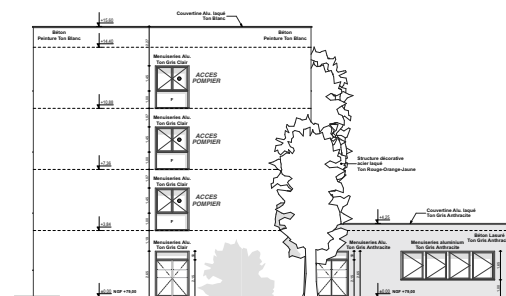 Couvertine Alu. laqué
Ton Blanc
+15,60
Béton
Peinture Ton Blanc
Béton
Peinture Ton Blanc
+14,40
Menuiseries Alu.
Ton Gris Clair
ACCES
POMPIER
F
+10,88
Menuiseries Alu.
Ton Gris Clair
ACCES
POMPIER
F
+7,36
Structure décorative
acier laqué
Ton Rouge-Orange-Jaune
Menuiseries Alu.
Ton Gris Clair
ACCES
POMPIER
F
+3,84
Couvertine Alu. laqué
Ton Gris Anthracite
+4,25
Béton Lasuré
Ton Gris Anthrac
Menuiseries Alu.
Ton Gris Clair
Menuiseries Alu.
Ton Gris Anthracite
Menuiseries aluminium
Ton Gris Anthracite
±0,00 NGF +79,00
±0,00 NGF +79,00